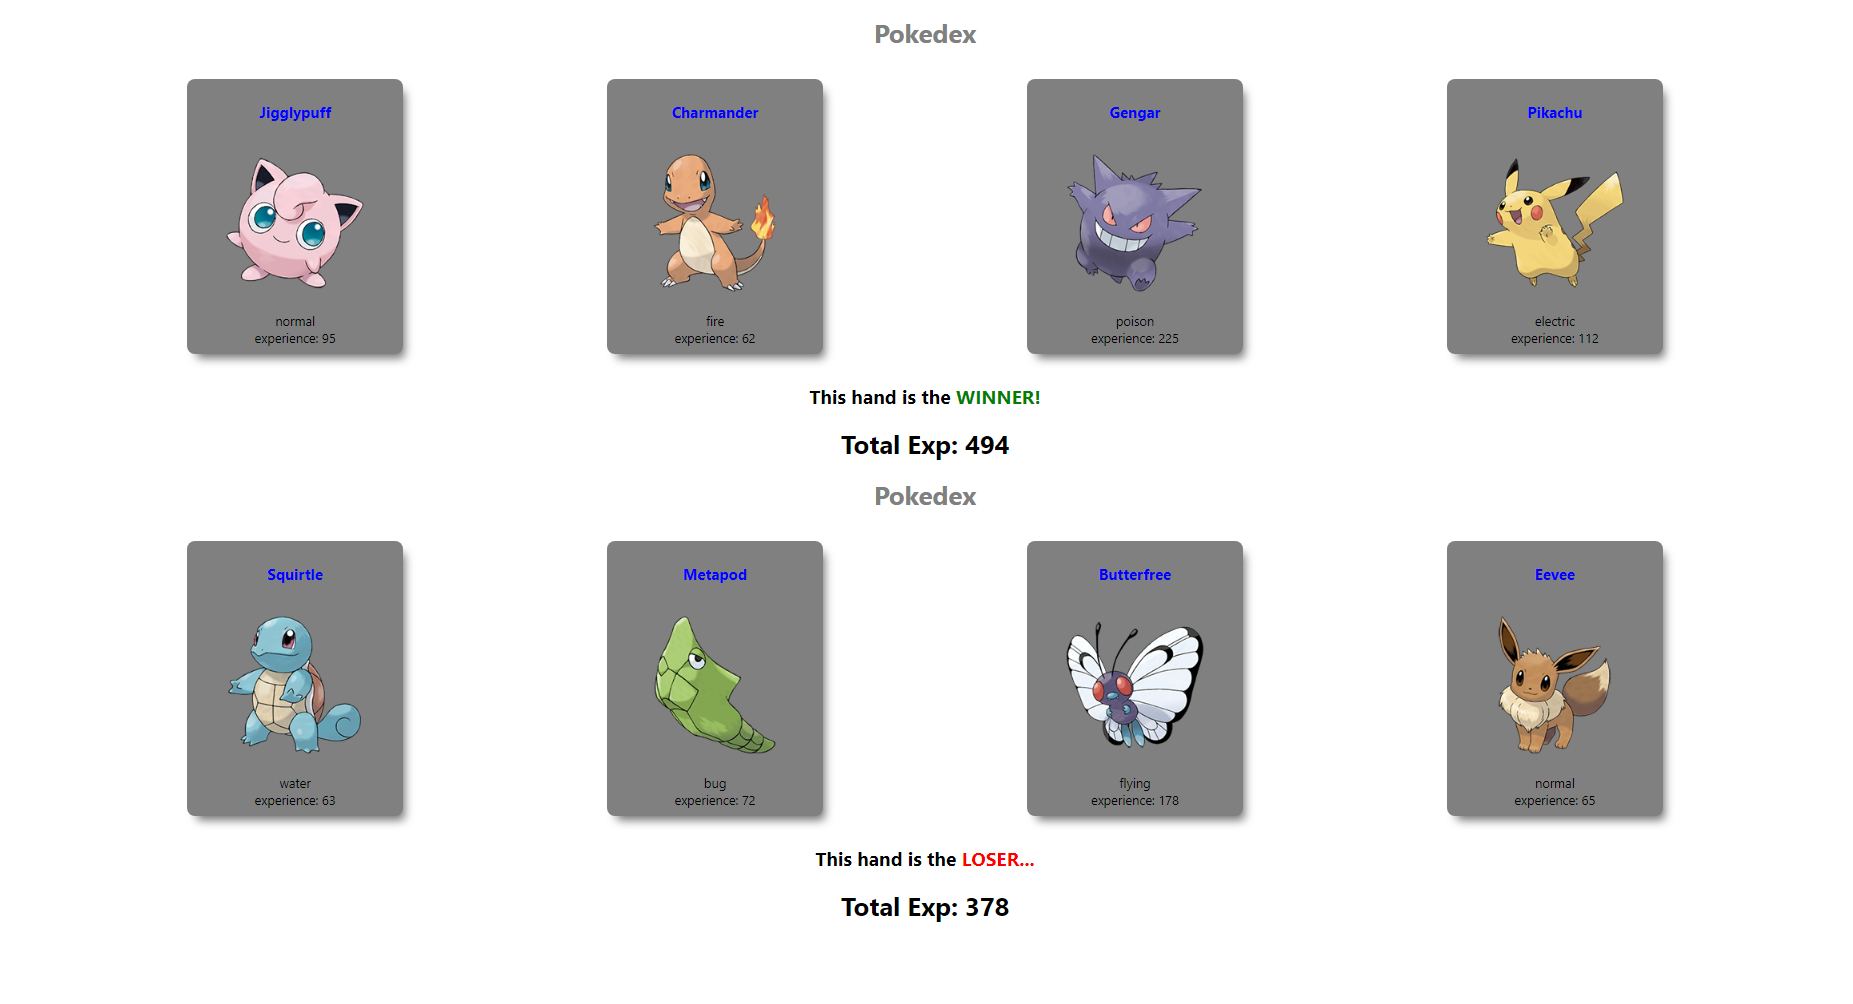 Pokedex
Jigglypuff
normal
experience: 95
Charmander
fire
experience: 62
Gengar
poison
experience: 225
Pikachu
electric
experience: 112
This hand is the WINNER!
Total Exp: 494
Pokedex
Squirtle
water
experience: 63
Metapod
bug
experience: 72
Butterfree
flying
experience: 178
Eevee
normal
experience: 65
This hand is the LOSER...
Total Exp: 378